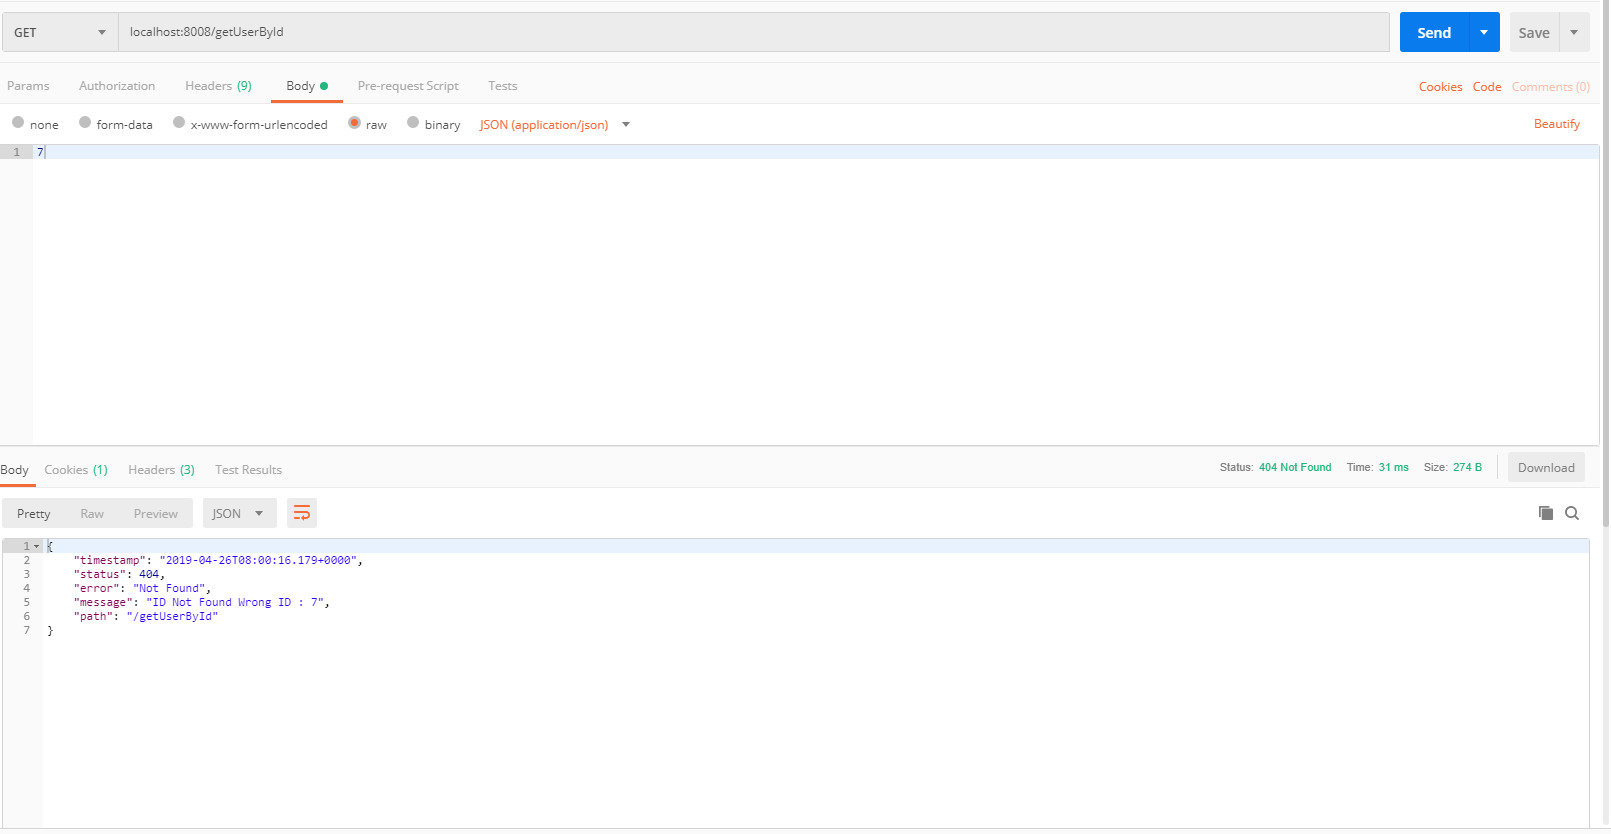 GET localhost:8008/getUserById Send Save
Params Authorization Headers (9) Body Pre-request Script Tests Cookies Code Comments (0)
none form-data x-www-form-urlencoded raw binary JSON (application/json) Beautify
1 7
Body Cookies (1) Headers (3) Test Results Status: 404 Not Found Time: 31 ms Size: 274 B Download
Pretty Raw Preview JSON
1 {
2 "timestamp": "2019-04-26T08:00:16.179+0000",
3 "status": 404,
4 "error": "Not Found",
5 "message": "ID Not Found Wrong ID : 7",
6 "path": "/getUserById"
7 }